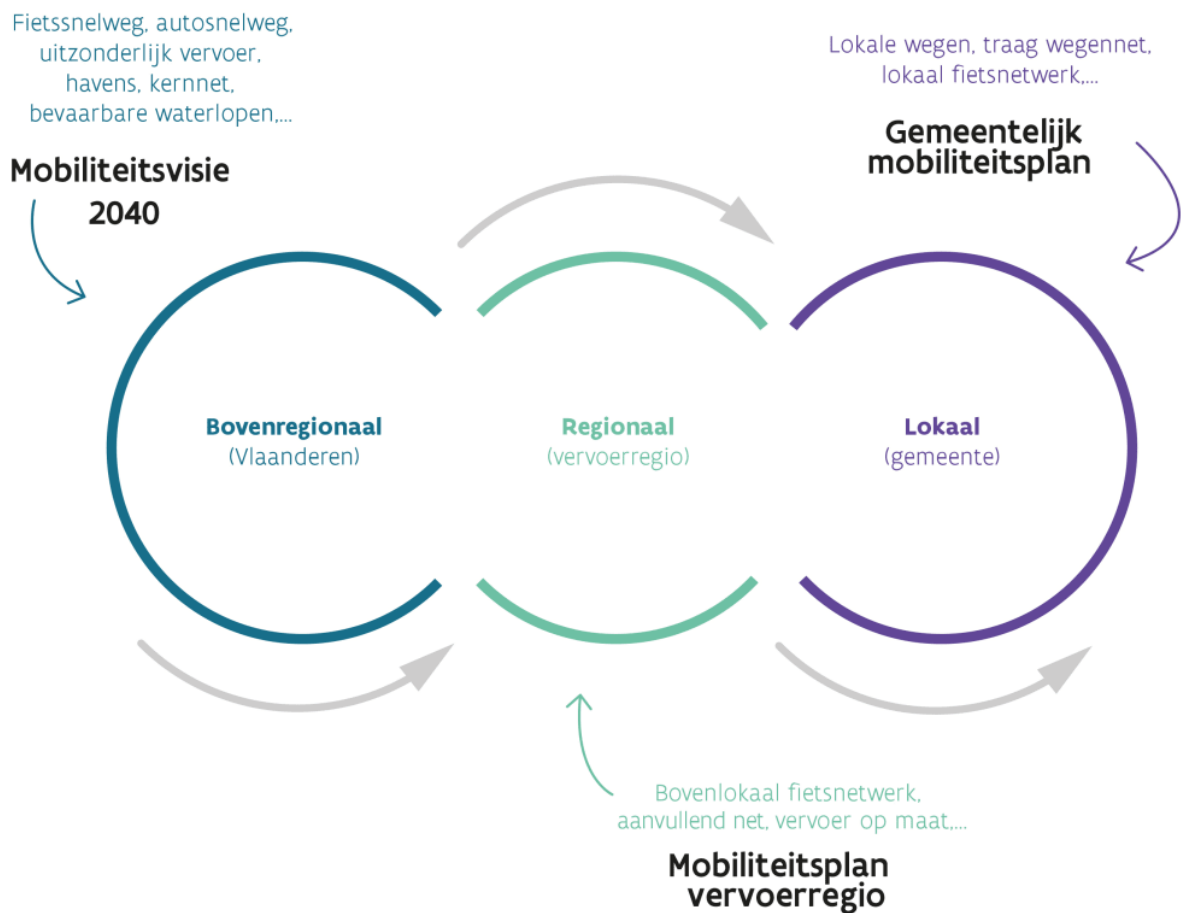 Fietssnelweg, autosnelweg,
uitzonderlijk vervoer,
havens, kernnet,
bevaarbare waterlopen,...
Mobiliteitsvisie
2040
Lokale wegen, traag wegennet,
lokaal fietsnetwerk,...
Gemeentelijk
mobiliteitsplan
Bovenregionaal
(Vlaanderen)
Regionaal
(vervoerregio)
Lokaal
(gemeente)
Bovenlokaal fietsnetwerk,
aanvullend net, vervoer op maat,...
Mobiliteitsplan
vervoerregio